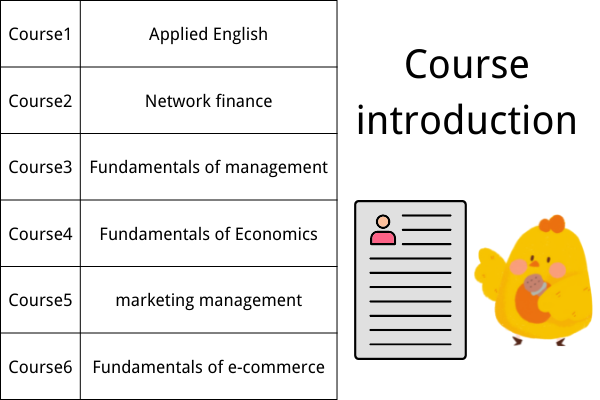 Course1 Applied English
Course2 Network finance
Course3 Fundamentals of management
Course4 Fundamentals of Economics
Course5 marketing management
Course6 Fundamentals of e-commerce
Course
introduction